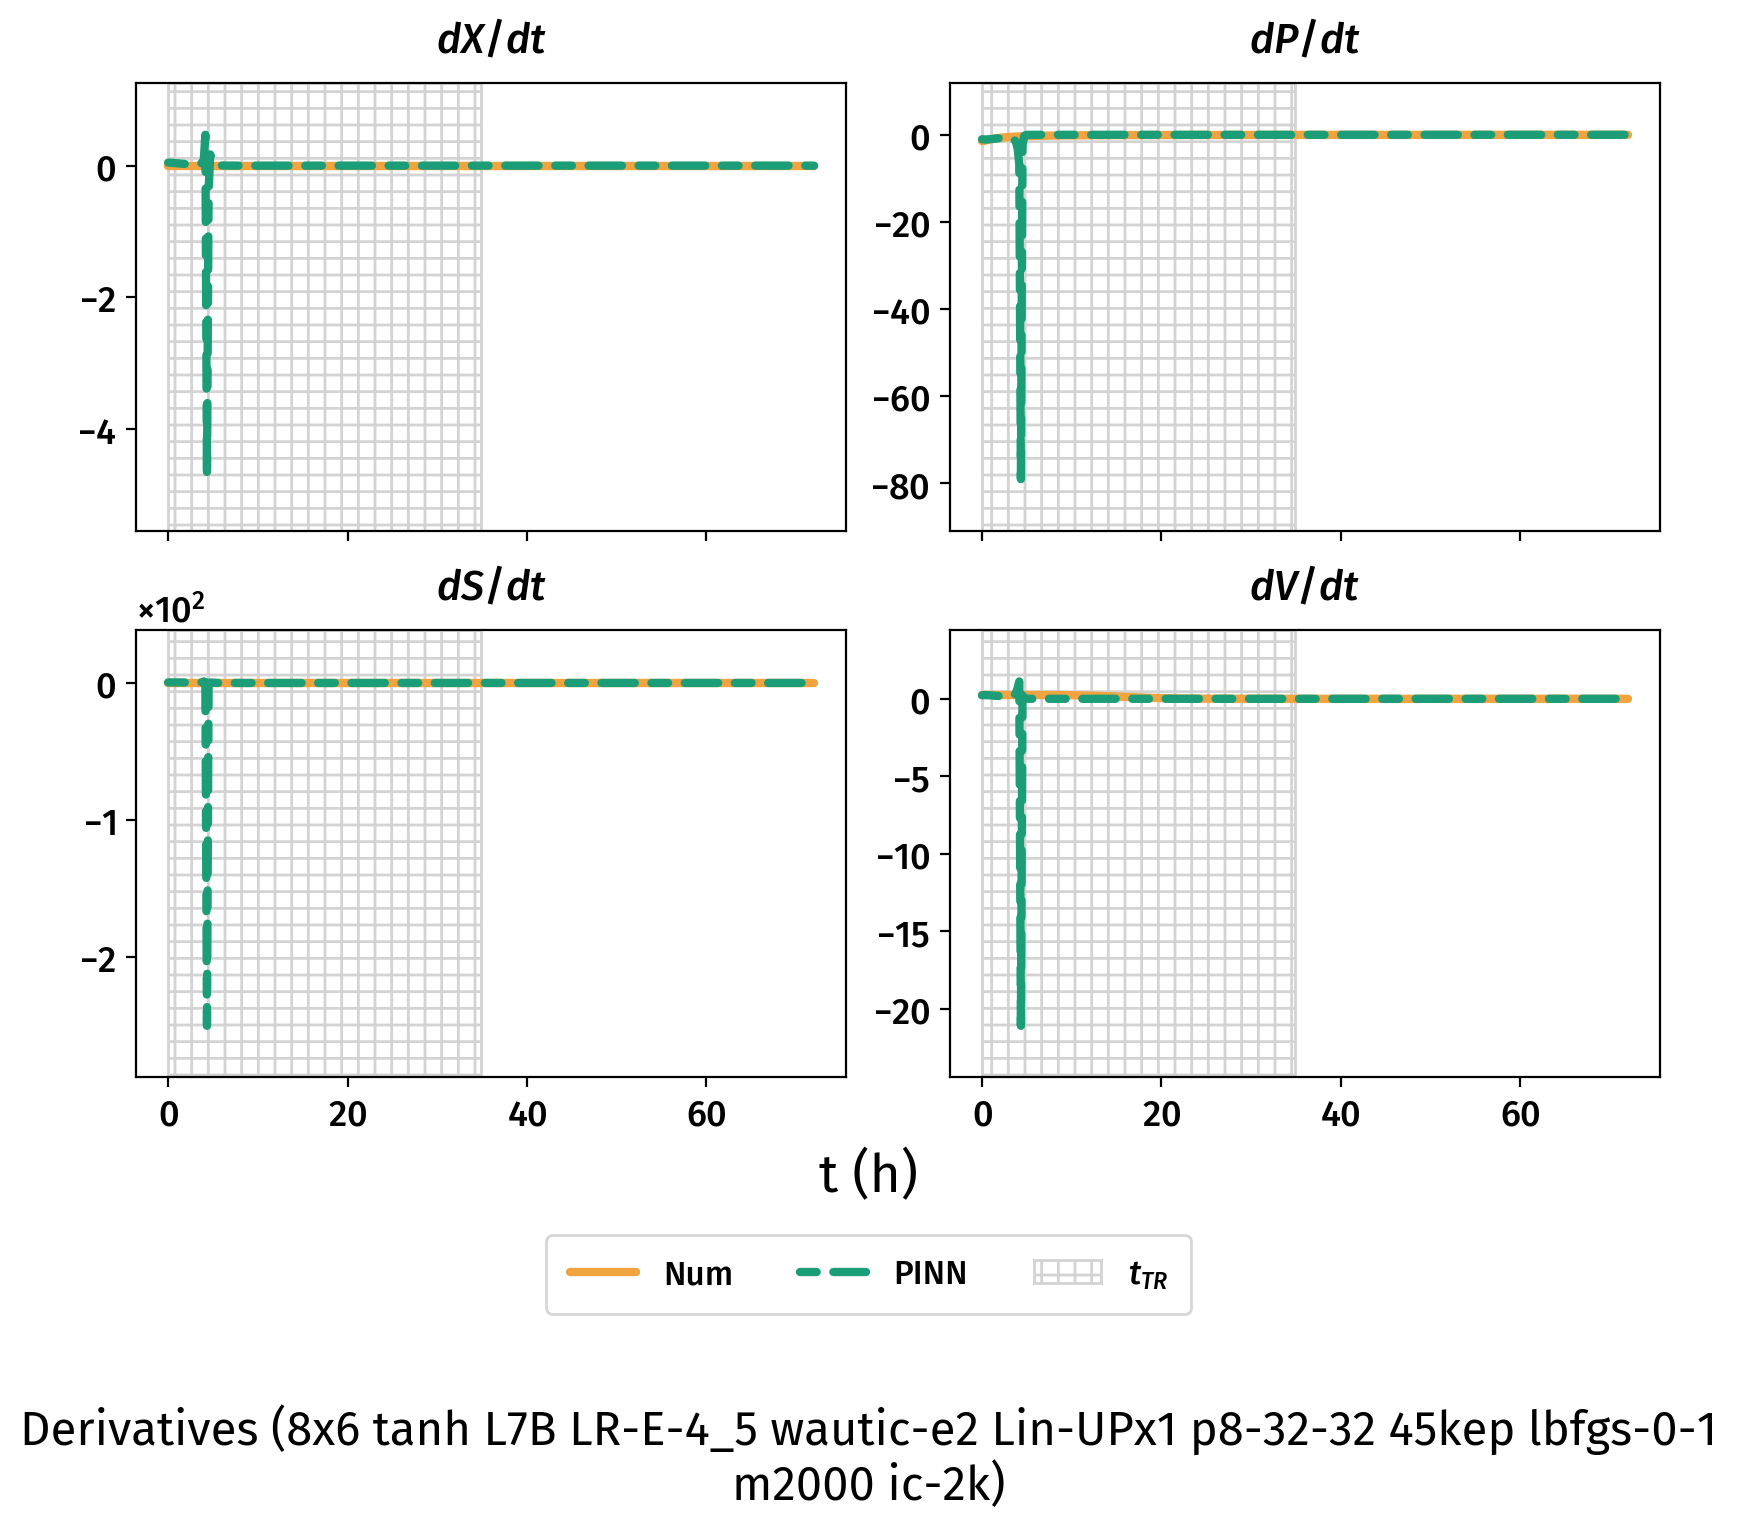 dX/dt
dP/dt
0
−2
−4
0
−20
−40
−60
−80
dS/dt
dV/dt
×10²
0
−1
−2
0
−5
−10
−15
−20
0 20 40 60
0 20 40 60
t (h)
Num PINN t_TR
Derivatives (8x6 tanh L7B LR-E-4_5 wautic-e2 Lin-UPx1 p8-32-32 45kep lbfgs-0-1
m2000 ic-2k)